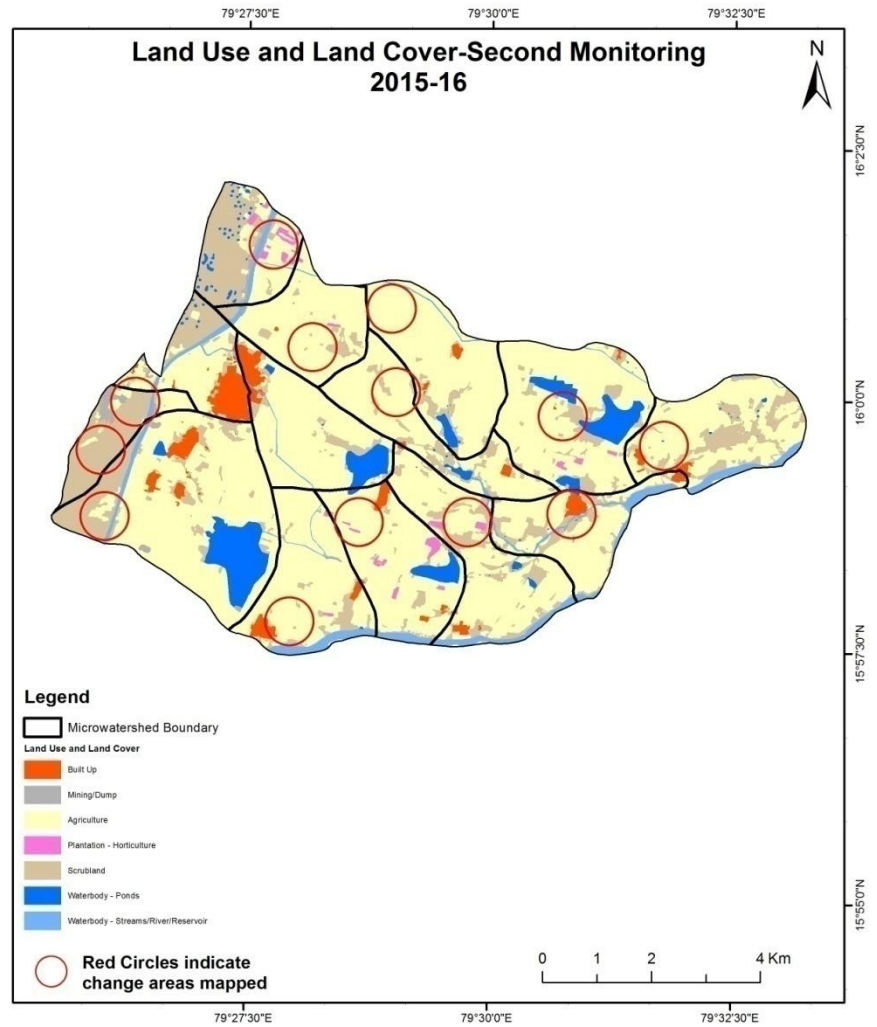 79°27'30"E 79°30'0"E 79°32'30"E
Land Use and Land Cover-Second Monitoring
2015-16
N
16°2'30"N
16°0'0"N
15°57'30"N
15°55'0"N
Legend
Microwatershed Boundary
Land Use and Land Cover
Built Up
Mining/Dump
Agriculture
Plantation - Horticulture
Scrubland
Waterbody - Ponds
Waterbody - Streams/River/Reservoir
Red Circles indicate
change areas mapped
0 1 2 4 Km
79°27'30"E 79°30'0"E 79°32'30"E